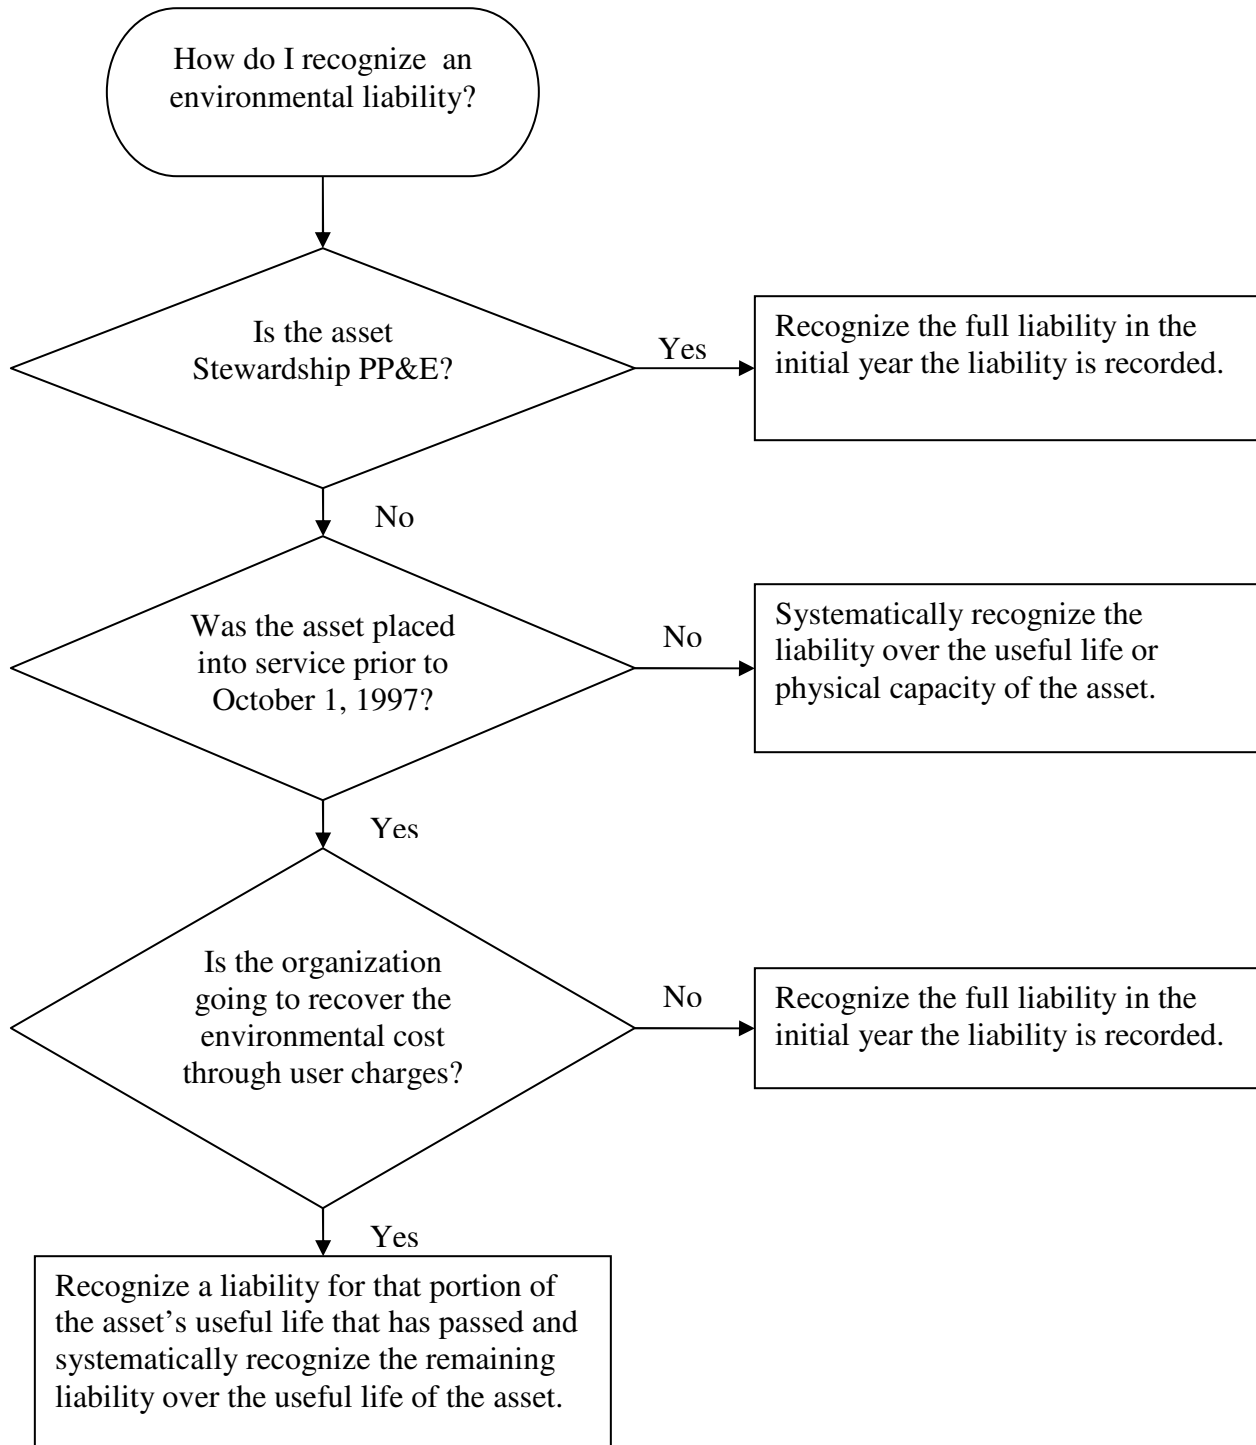 How do I recognize  an
environmental liability?
Is the asset
Stewardship PP&E?
Yes
Recognize the full liability in the
initial year the liability is recorded.
No
Was the asset placed
into service prior to
October 1, 1997?
No
Systematically recognize the
liability over the useful life or
physical capacity of the asset.
Yes
Is the organization
going to recover the
environmental cost
through user charges?
No
Recognize the full liability in the
initial year the liability is recorded.
Yes
Recognize a liability for that portion of
the asset’s useful life that has passed and
systematically recognize the remaining
liability over the useful life of the asset.